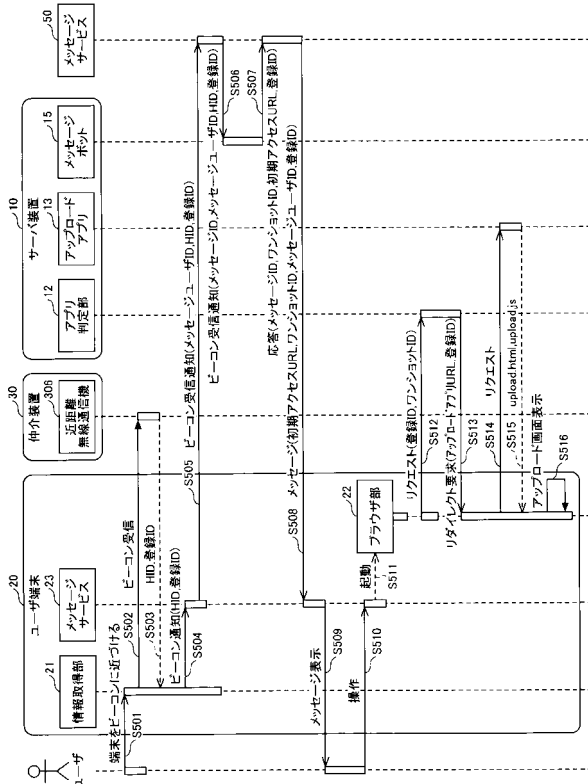 ユーザ
20
ユーザ端末
21
情報取得部
23
メッセージ
サービス
22
ブラウザ部
30
仲介装置
306
近距離
無線通信機
10
サーバ装置
12
アプリ
判定部
13
アップロード
アプリ
15
メッセージ
ボット
50
メッセージ
サービス
端末をビーコンに近づける
S501
ビーコン受信
S502
HID,登録ID
S503
ビーコン通知(HID,登録ID)
S504
ビーコン受信通知(メッセージユーザID,HID,登録ID)
S505
ビーコン受信通知(メッセージID,メッセージユーザID,HID,登録ID)
S506
S507
応答(メッセージID,ワンショットID,初期アクセスURL,登録ID)
メッセージ(初期アクセスURL,ワンショットID,メッセージユーザID,登録ID)
S508
メッセージ表示
S509
操作
S510
起動
S511
リクエスト(登録ID,ワンショットID)
S512
リダイレクト要求(アップロードアプリURL,登録ID)
S513
リクエスト
S514
upload.html,upload.js
S515
アップロード画面表示
S516